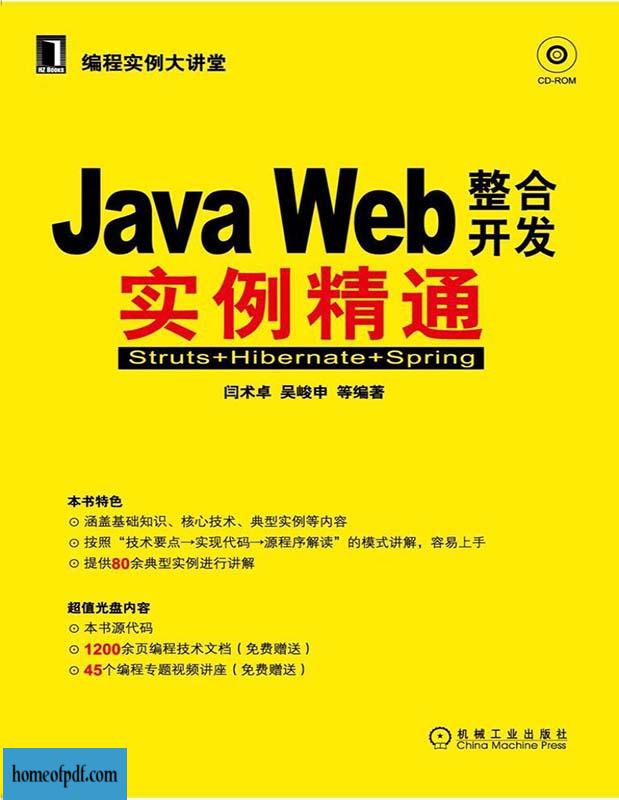 HZ Books
编程实例大讲堂
CD-ROM
Java Web 整合
开发
实例精通
Struts+Hibernate+Spring
闫术卓 吴峻申 等编著
本书特色
⊙ 涵盖基础知识、核心技术、典型实例等内容
⊙ 按照“技术要点→实现代码→源程序解读”的模式讲解，容易上手
⊙ 提供80余典型实例进行讲解
超值光盘内容
⊙ 本书源代码
⊙ 1200余页编程技术文档（免费赠送）
⊙ 45个编程专题视频讲座（免费赠送）
机械工业出版社
China Machine Press
homeofpdf.com